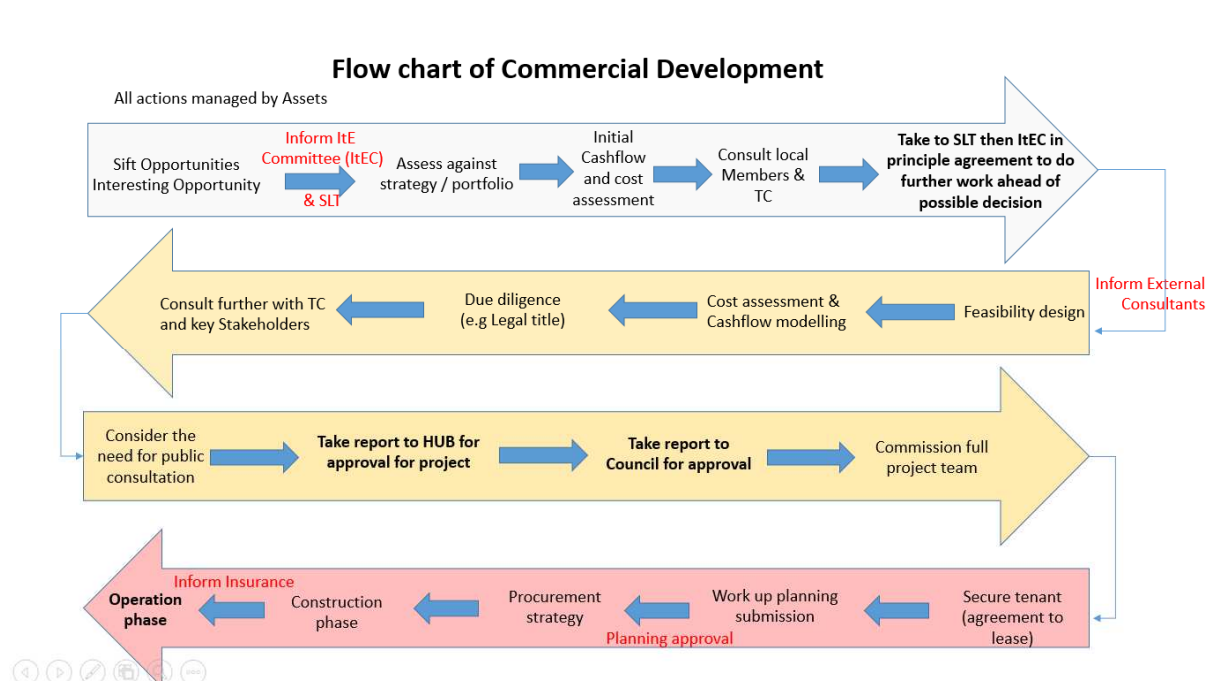 Flow chart of Commercial Development
All actions managed by Assets
Sift Opportunities
Interesting Opportunity
Inform ItE
Committee (ItEC)
& SLT
Assess against
strategy / portfolio
Initial
Cashflow
and cost
assessment
Consult local
Members &
TC
Take to SLT then ItEC in
principle agreement to do
further work ahead of
possible decision
Inform External
Consultants
Feasibility design
Cost assessment &
Cashflow modelling
Due diligence
(e.g Legal title)
Consult further with TC
and key Stakeholders
Consider the
need for public
consultation
Take report to HUB for
approval for project
Take report to
Council for approval
Commission full
project team
Secure tenant
(agreement to
lease)
Work up planning
submission
Planning approval
Procurement
strategy
Construction
phase
Inform Insurance
Operation
phase